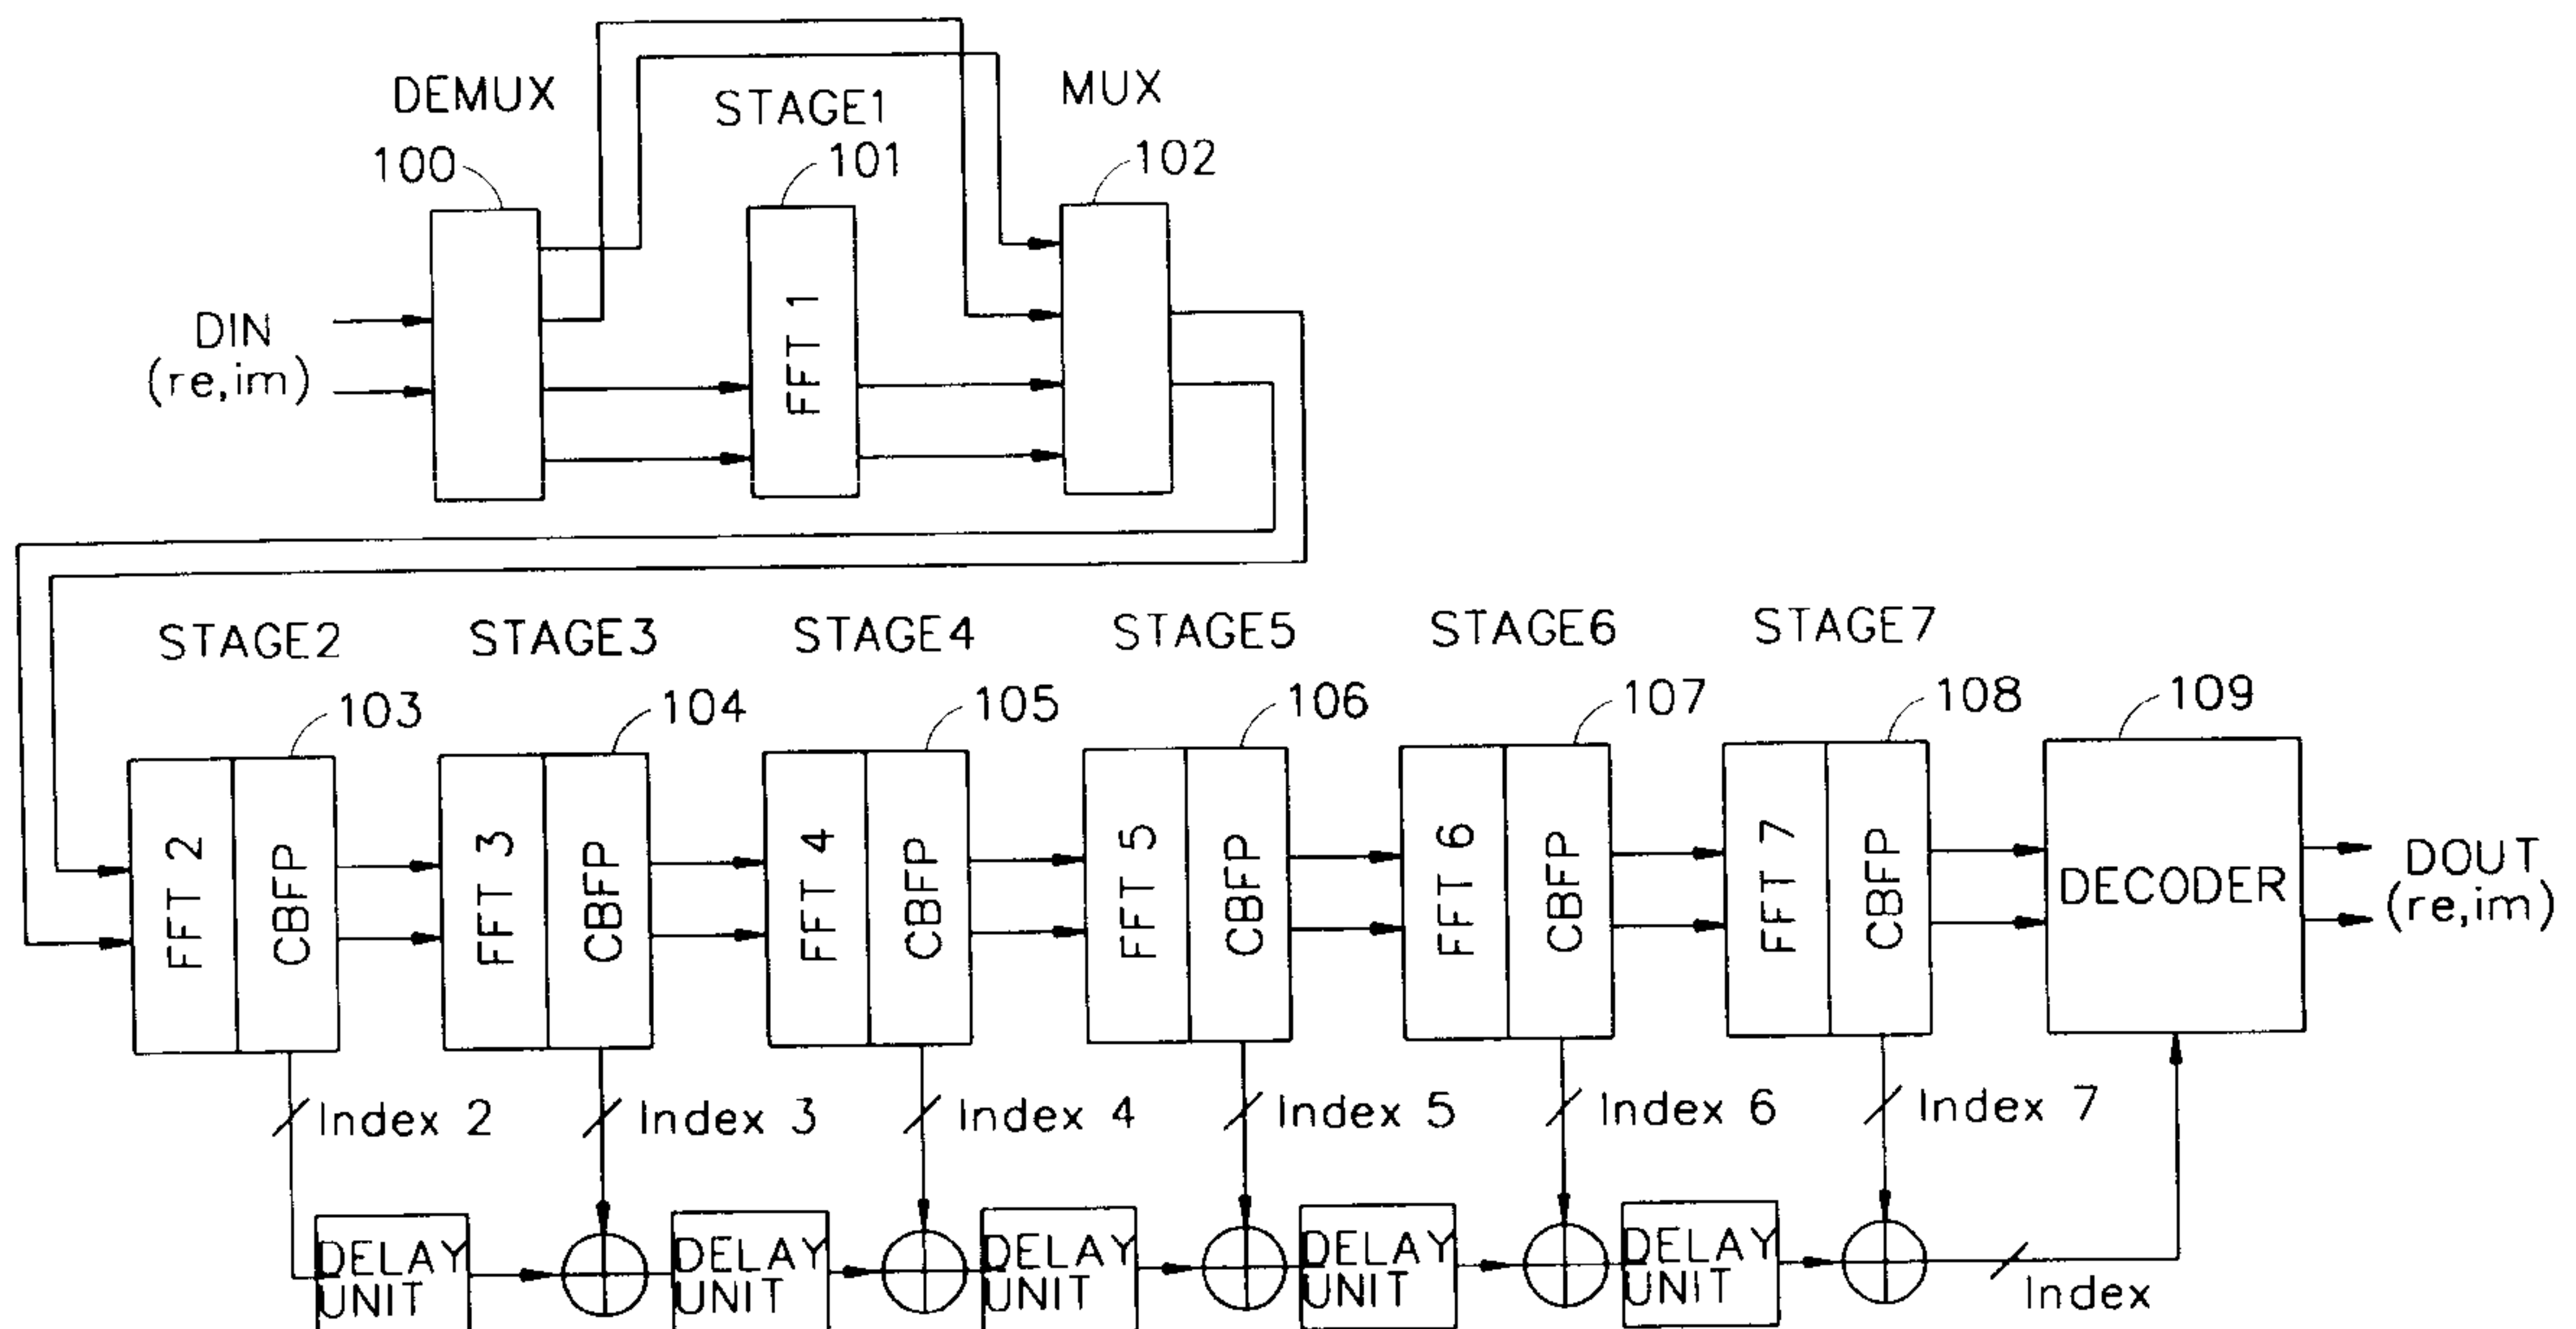 DEMUX
STAGE1
MUX
100
101
102
DIN
(re,im)
FFT 1
STAGE2
STAGE3
STAGE4
STAGE5
STAGE6
STAGE7
103
104
105
106
107
108
109
FFT 2
CBFP
FFT 3
CBFP
FFT 4
CBFP
FFT 5
CBFP
FFT 6
CBFP
FFT 7
CBFP
DECODER
DOUT
(re,im)
Index 2
Index 3
Index 4
Index 5
Index 6
Index 7
DELAY
UNIT
DELAY
UNIT
DELAY
UNIT
DELAY
UNIT
DELAY
UNIT
Index